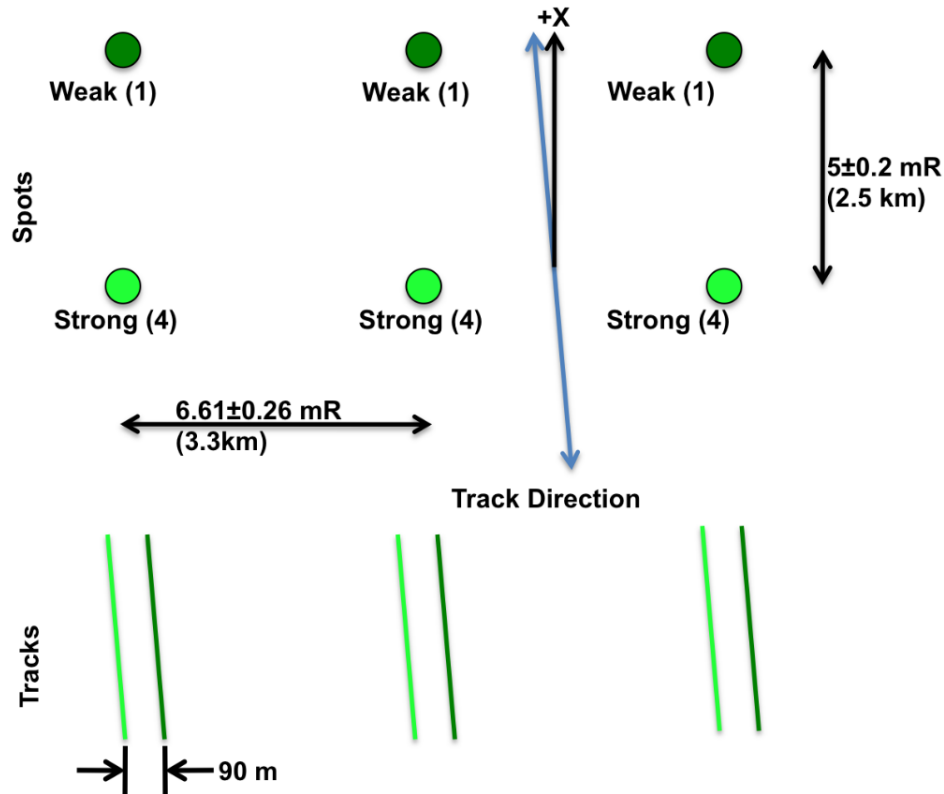 +X
Weak (1)
Weak (1)
Weak (1)
5±0.2 mR
(2.5 km)
Spots
Strong (4)
Strong (4)
Strong (4)
6.61±0.26 mR
(3.3km)
Track Direction
Tracks
90 m